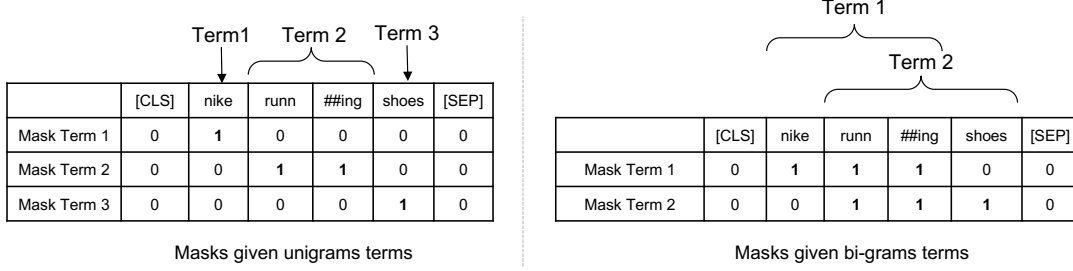 Term1 Term 2 Term 3
[CLS] nike runn ##ing shoes [SEP]
Mask Term 1 0 1 0 0 0 0
Mask Term 2 0 0 1 1 0 0
Mask Term 3 0 0 0 0 1 0
Masks given unigrams terms
Term 1
Term 2
[CLS] nike runn ##ing shoes [SEP]
Mask Term 1 0 1 1 1 0 0
Mask Term 2 0 0 1 1 1 0
Masks given bi-grams terms